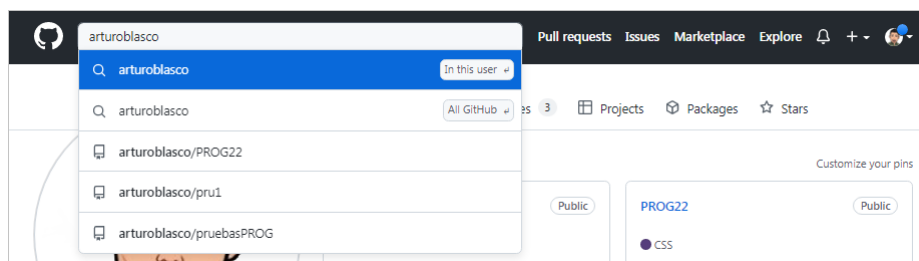 arturoblasco Pull requests Issues Marketplace Explore
arturoblasco In this user
arturoblasco All GitHub
es 3 Projects Packages Stars
arturoblasco/PROG22
Customize your pins
arturoblasco/pru1
Public PROG22 Public
arturoblasco/pruebasPROG
CSS